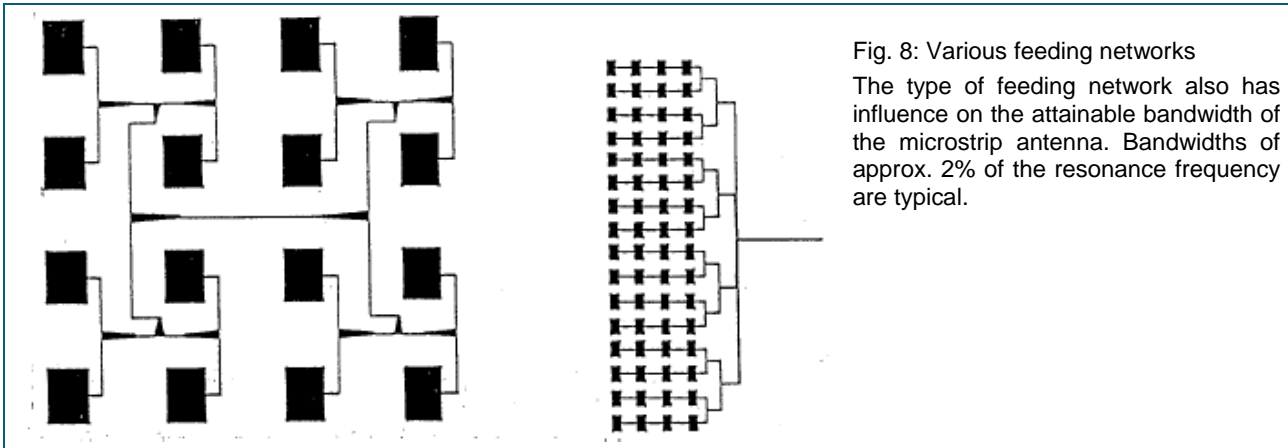 Fig. 8: Various feeding networks
The type of feeding network also has
influence on the attainable bandwidth of
the microstrip antenna. Bandwidths of
approx. 2% of the resonance frequency
are typical.